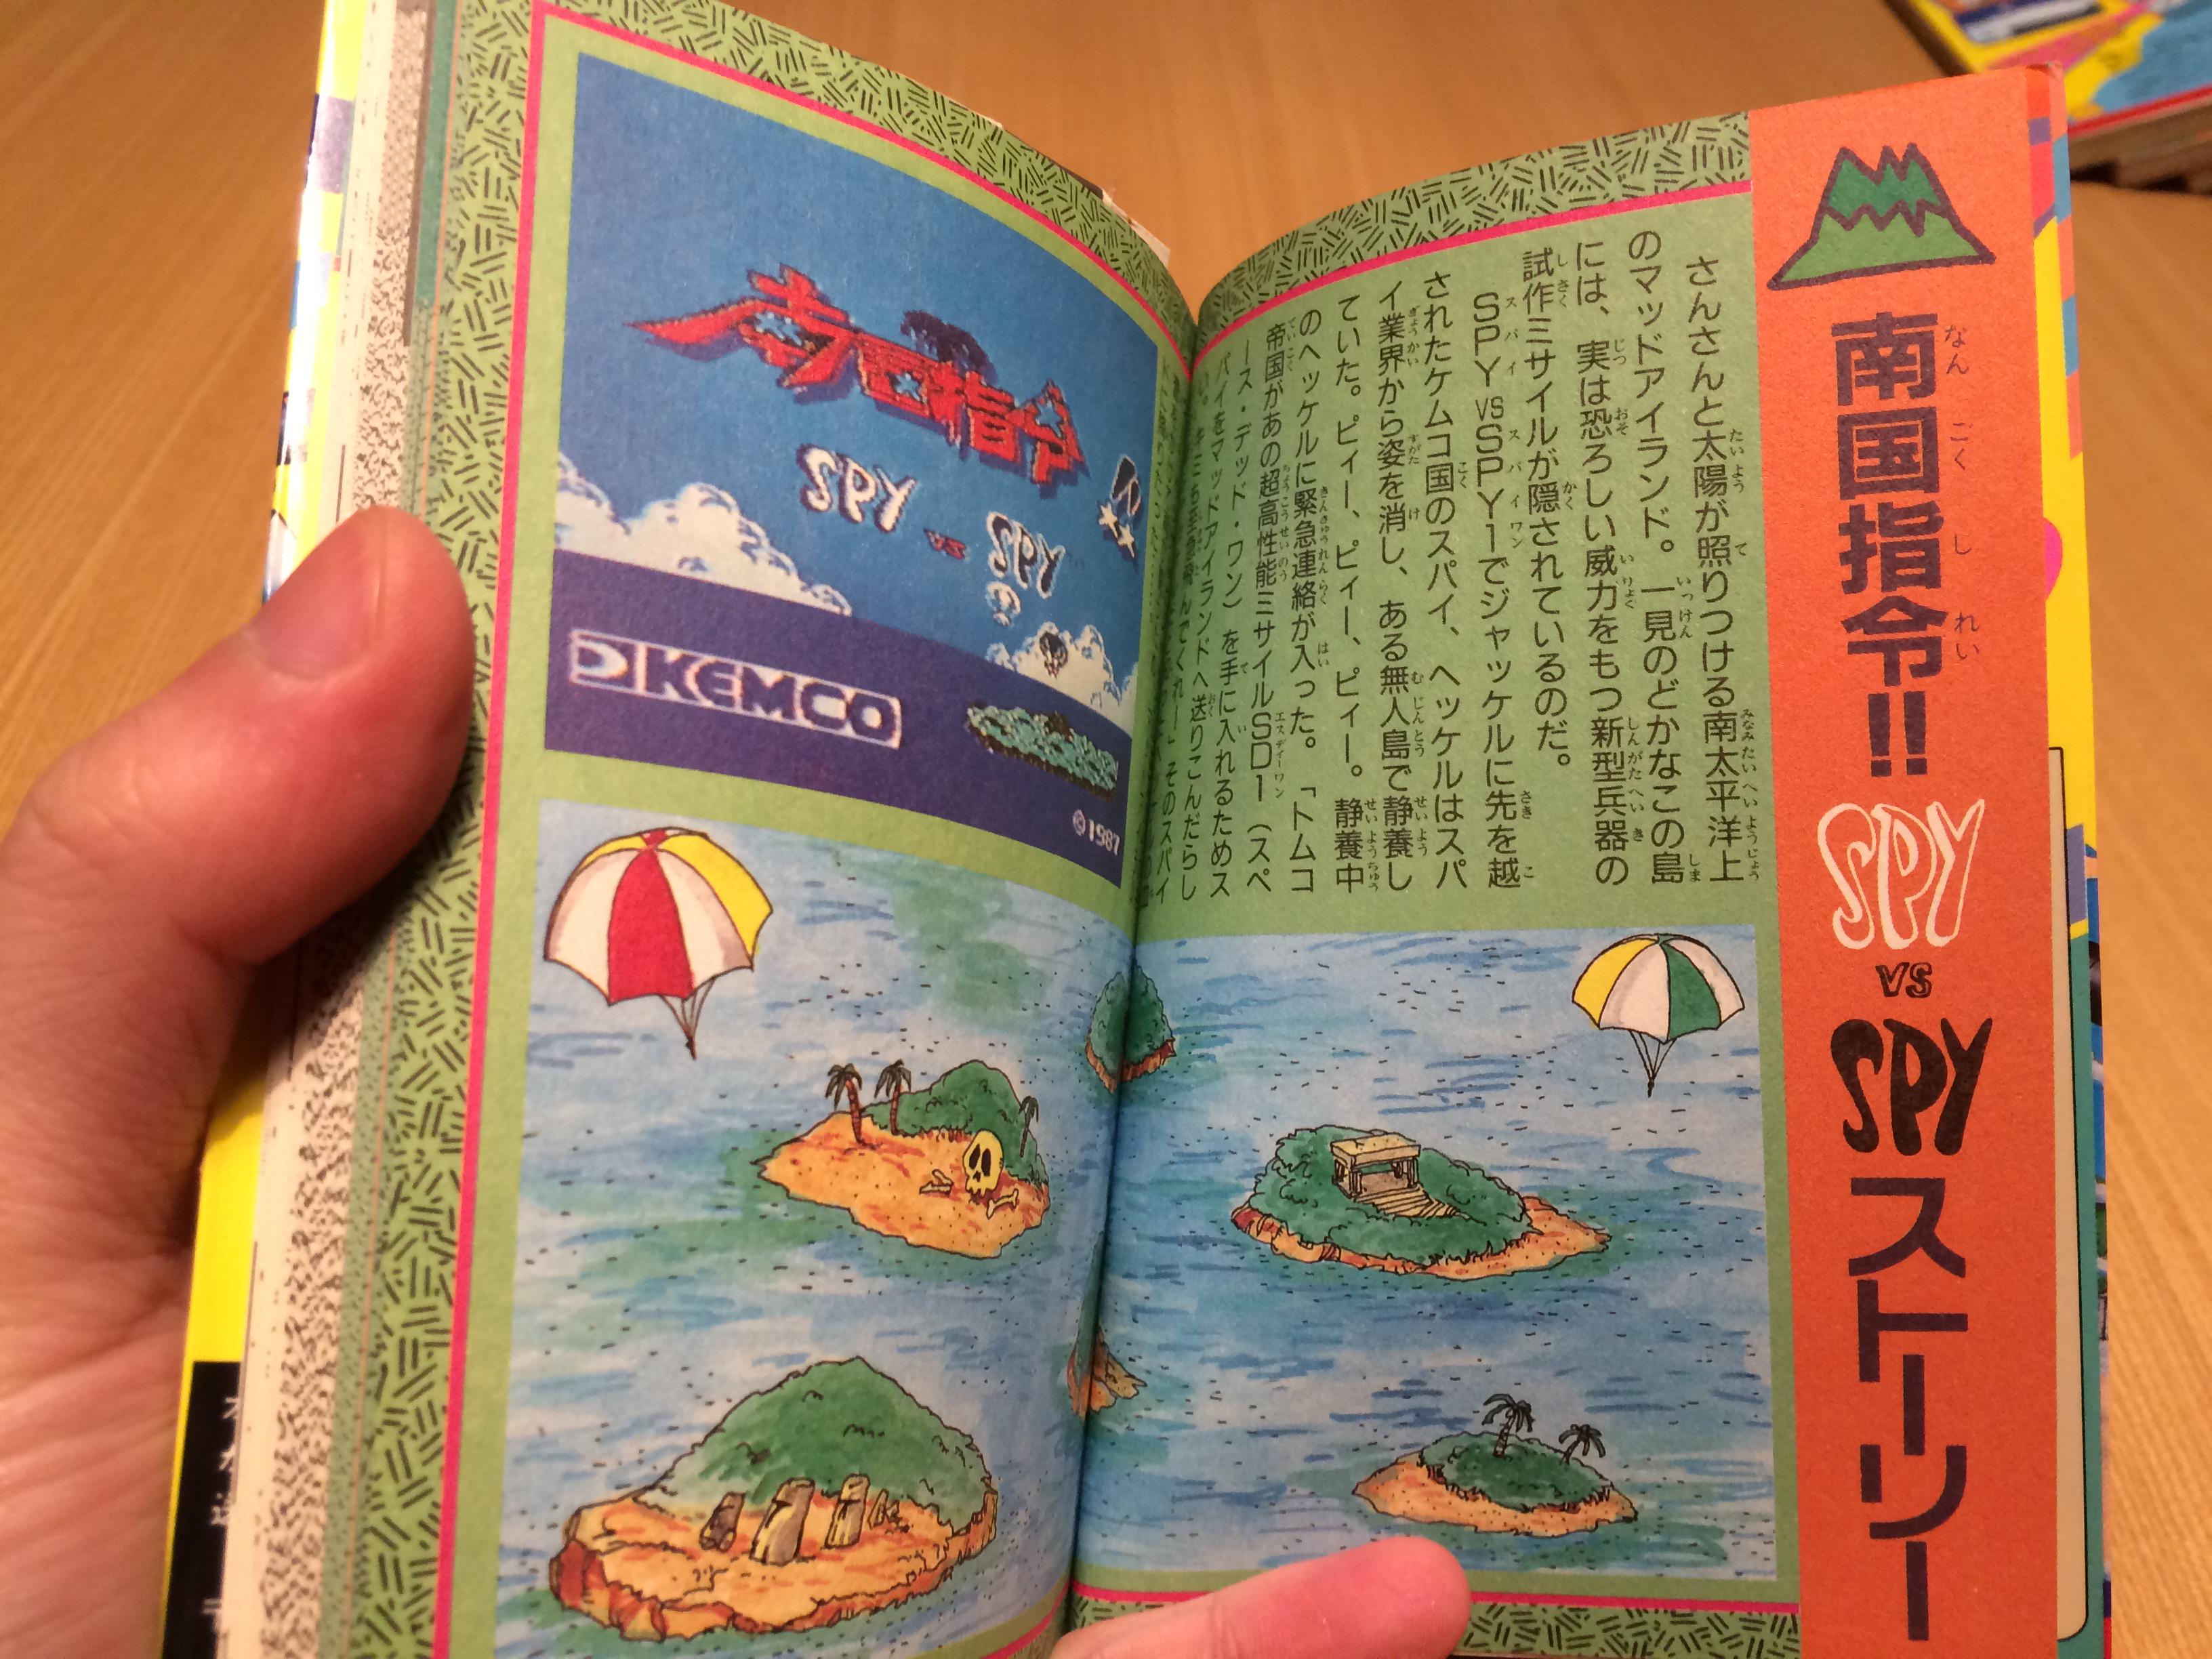 南国指令!!
SPY
VS
SPY
ストーリー
さんさんと太陽が照りつける南太平洋上
のマッドアイランド。一見のどかなこの島
には、実は恐ろしい威力をもつ新型兵器の
試作ミサイルが隠されているのだ。
SPY VS SPY1でジャッケルに先を越
されたケムコ国のスパイ、ヘッケルはスパ
イ業界から姿を消し、ある無人島で静養し
ていた。ピィー、ピィー、ピィー。静養中
のヘッケルに緊急連絡が入った。「トムコ
帝国があの超高性能ミサイルSD1(スペ
ース・デッド・ワン)を手に入れるためス
パイをマッドアイランドへ送りこんだらし
そのスパイ
南国指令
SPY
VS
SPY
KEMCO
©1987